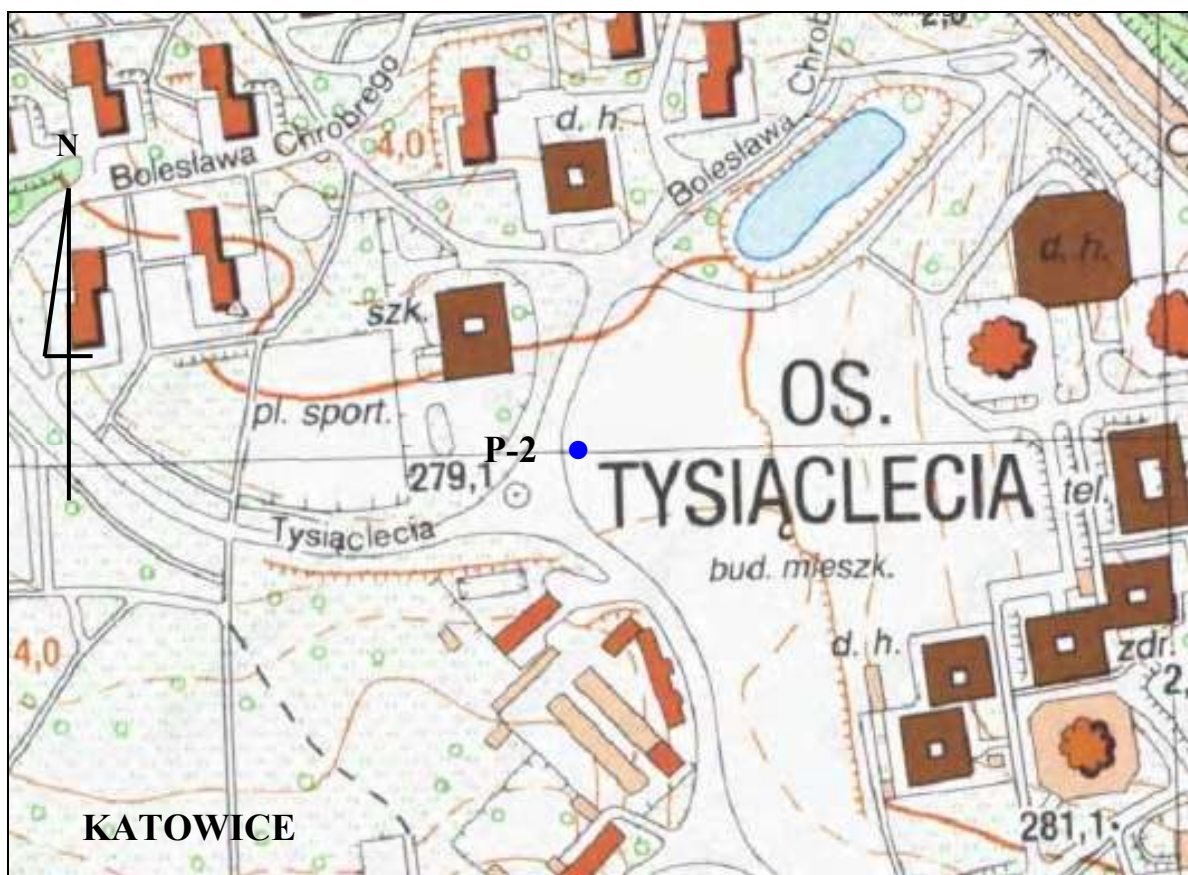 Chrob
d. h.
4,0
N
Bolesława Chrobrego
Bolesława
d. h.
szk.
OS.
pl. sport.
P-2
279,1
TYSIĄCLECIA
tel.
Tysiąclecia
bud. mieszk.
d. h.
zdr.
4,0
2,
281,1
KATOWICE